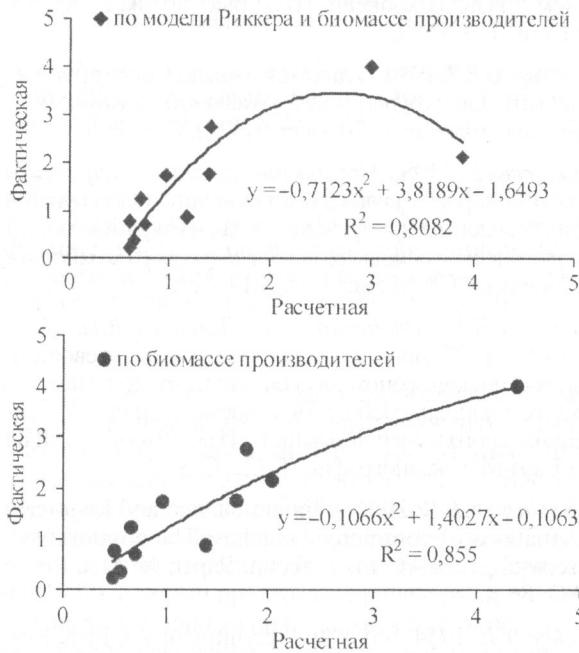 5
◆ по модели Риккера и биомассе производителей
4
3
2
1
0
Фактическая
y=-0,7123x² + 3,8189x - 1,6493
R² = 0,8082
0 1 2 3 4 5
Расчетная
5
● по биомассе производителей
4
3
2
1
0
Фактическая
y=-0,1066x² + 1,4027x - 0,1063
R² = 0,855
0 1 2 3 4 5
Расчетная